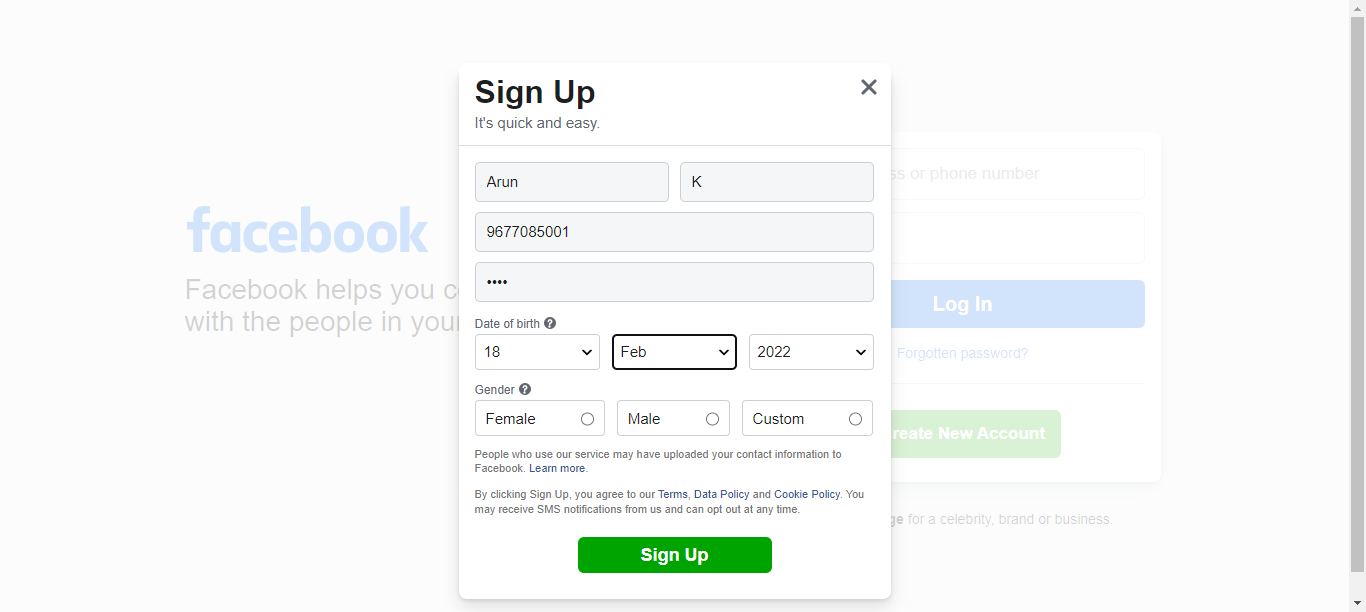 Sign Up
It's quick and easy.
Arun K
9677085001
••••
Date of birth ?
18 Feb 2022
Gender ?
Female Male Custom
People who use our service may have uploaded your contact information to
Facebook. Learn more.
By clicking Sign Up, you agree to our Terms, Data Policy and Cookie Policy. You
may receive SMS notifications from us and can opt out at any time.
Sign Up
facebook
Facebook helps you
with the people in
or phone number
Log In
Forgotten password?
New Account
for a celebrity, brand or business.